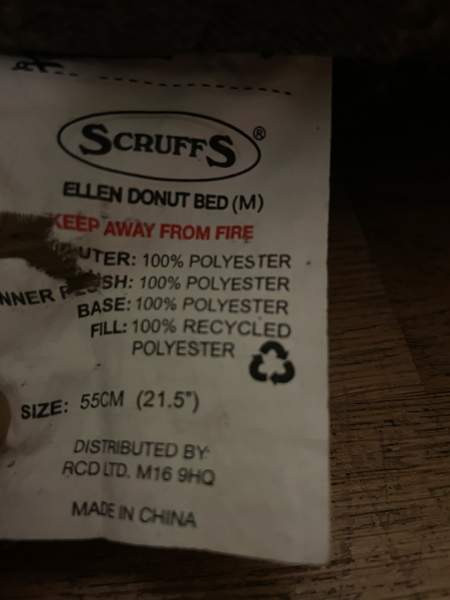 SCRUFFS®
ELLEN DONUT BED (M)
KEEP AWAY FROM FIRE
UTER: 100% POLYESTER
NNER P SH: 100% POLYESTER
BASE: 100% POLYESTER
FILL: 100% RECYCLED
POLYESTER
SIZE: 55CM (21.5")
DISTRIBUTED BY:
RCD LTD. M16 9HQ
MADE IN CHINA